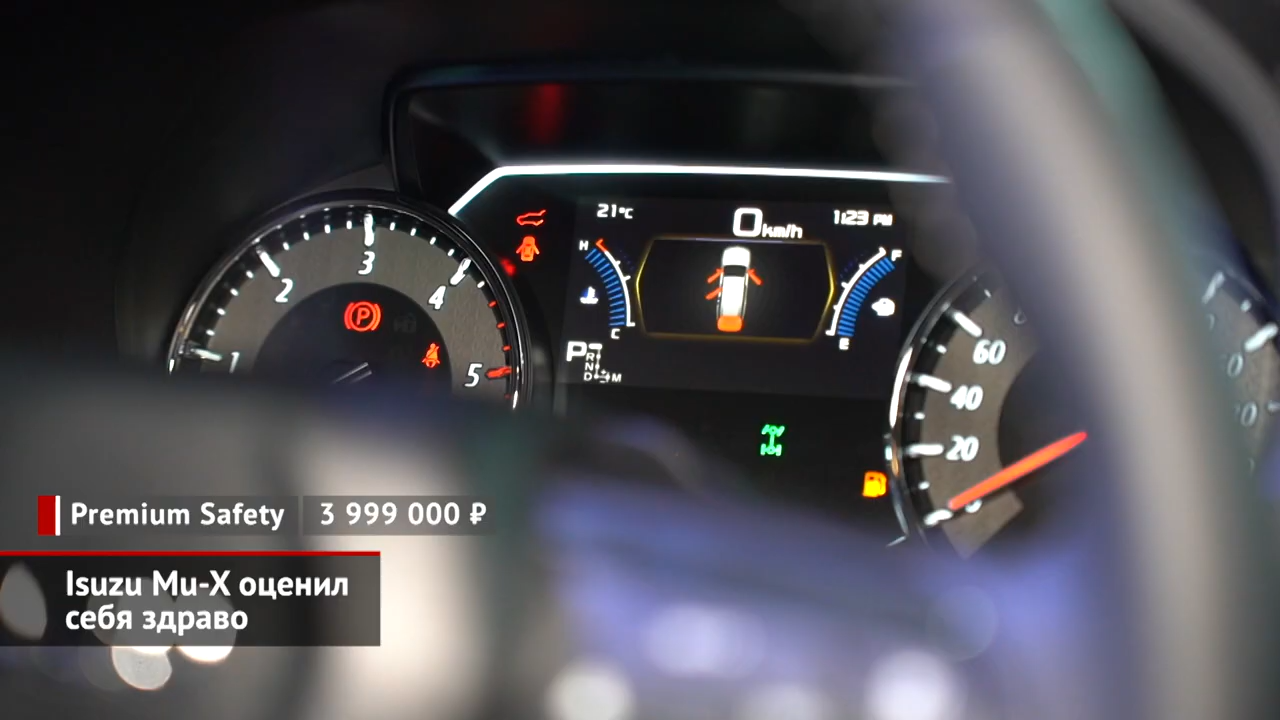 21°C
0 km/h
1:23 PM
H
F
C
E
P
R
N
D
M
1
2
3
4
5
P
60
40
20
Premium Safety
3 999 000 ₽
Isuzu Mu-X оценил
себя здраво